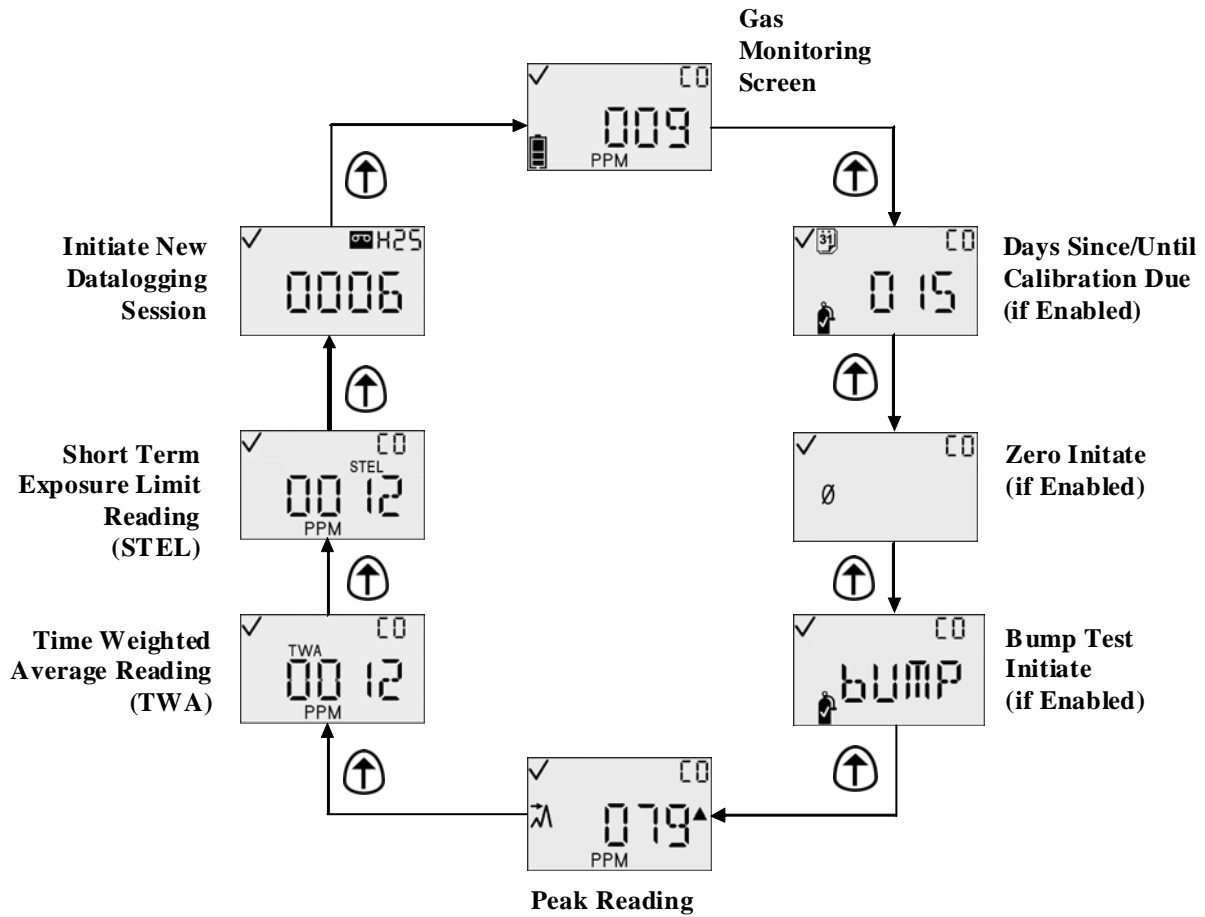 Gas
Monitoring
Screen
CO
009
PPM
Days Since/Until
Calibration Due
(if Enabled)
31
CO
015
Zero Initate
(if Enabled)
CO
Ø
Bump Test
Initiate
(if Enabled)
CO
bUMP
Peak Reading
CO
079
PPM
Time Weighted
Average Reading
(TWA)
CO
TWA
0012
PPM
Short Term
Exposure Limit
Reading
(STEL)
CO
STEL
0012
PPM
Initiate New
Datalogging
Session
H2S
0006